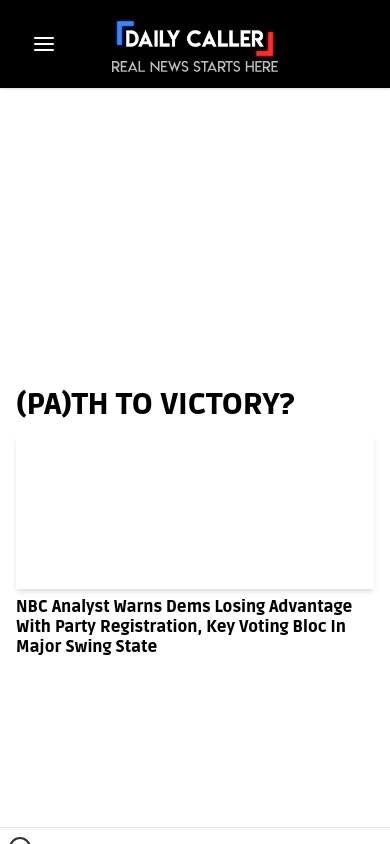 DAILY CALLER
REAL NEWS STARTS HERE
(PA)TH TO VICTORY?
NBC Analyst Warns Dems Losing Advantage
With Party Registration, Key Voting Bloc In
Major Swing State